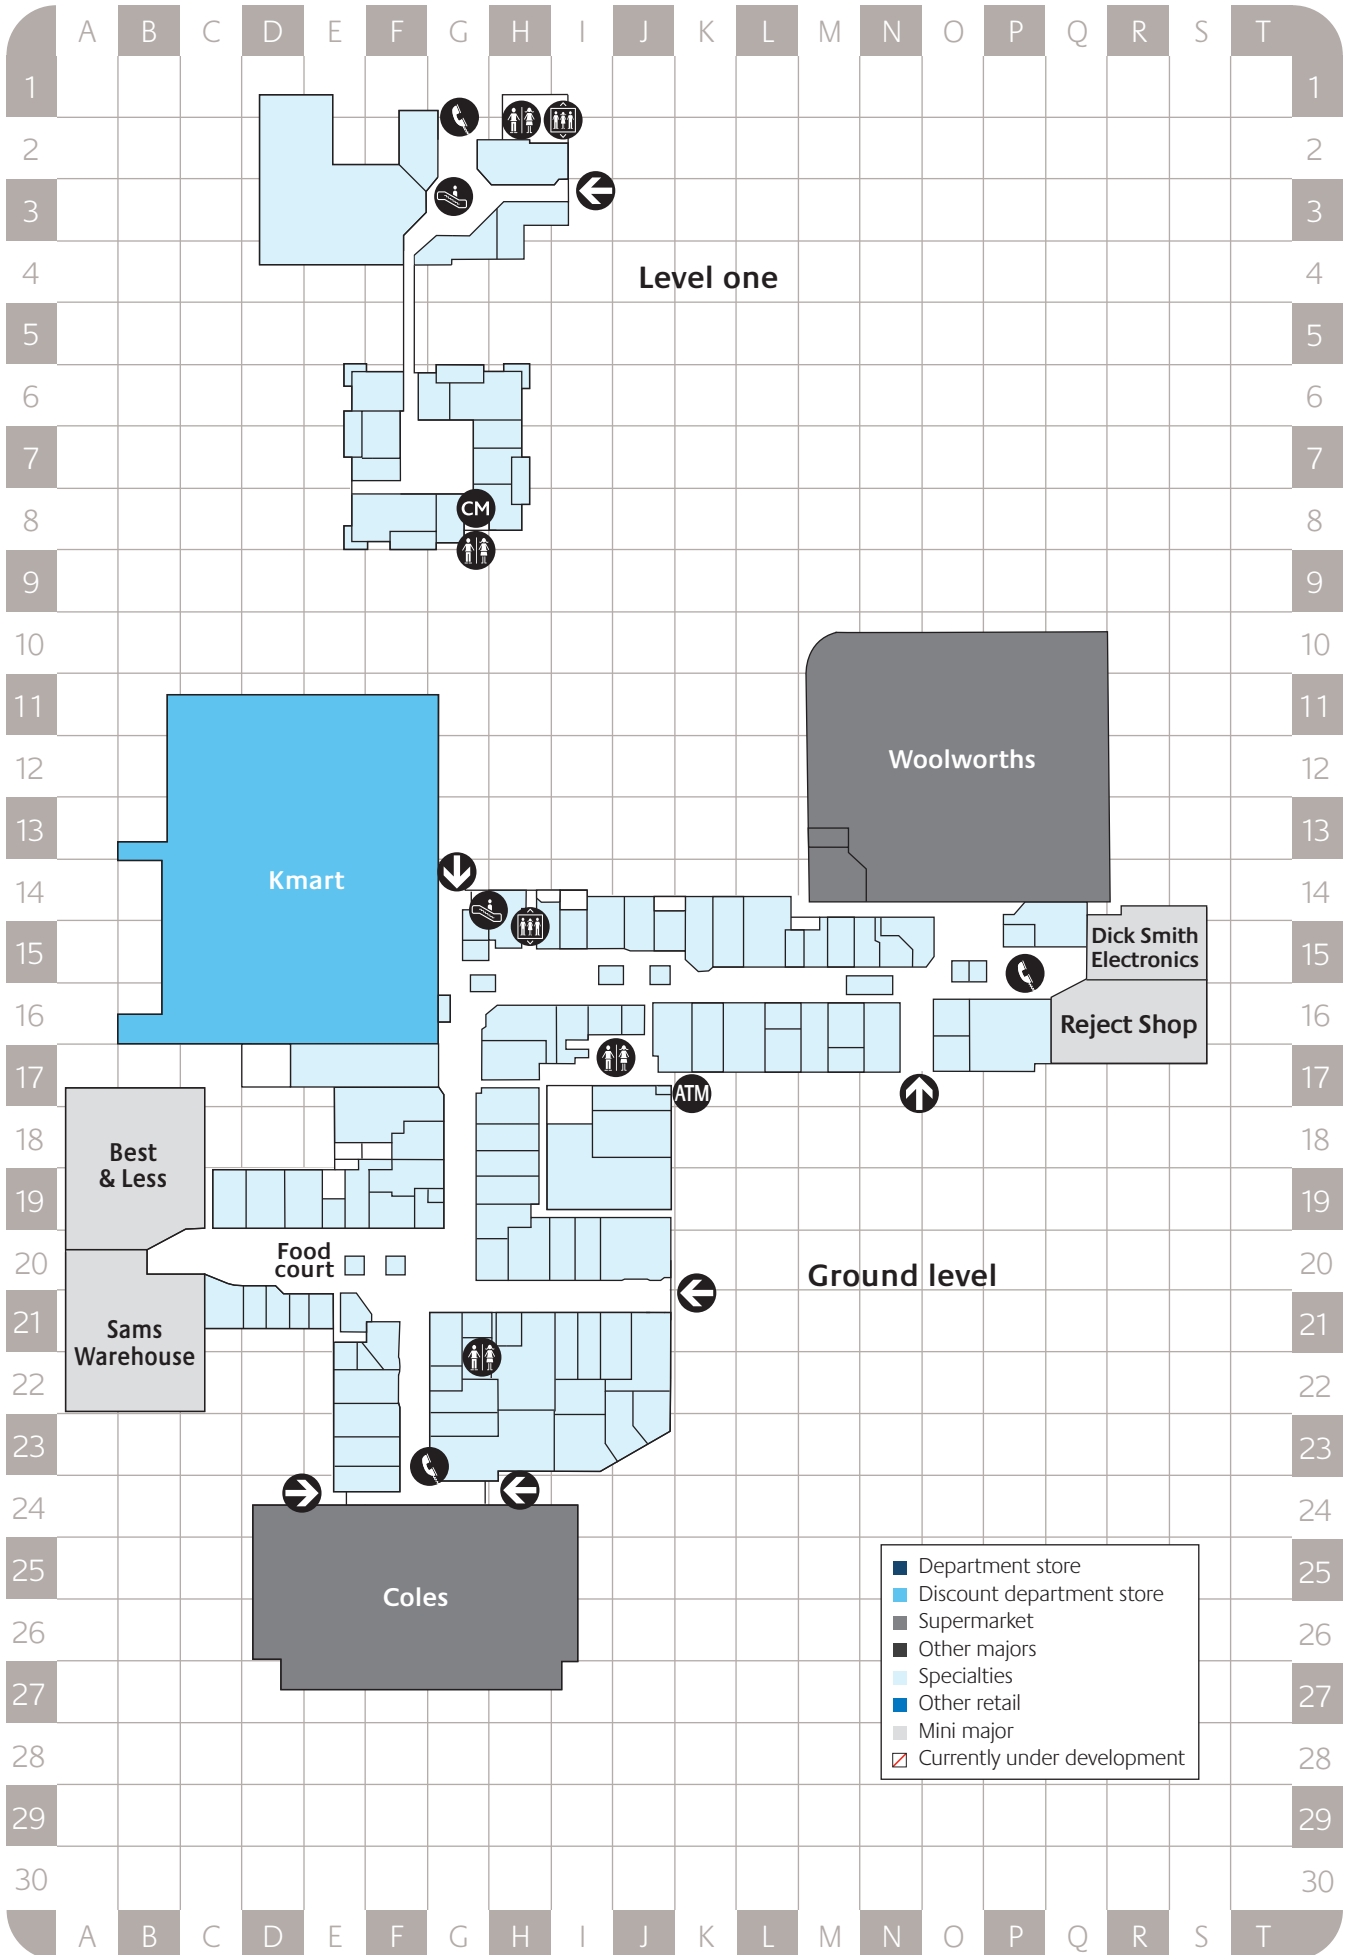 A B C D E F G H I J K L M N O P Q R S T
1 1
2 2
3 3
4 Level one 4
5 5
6 6
7 7
8 CM 8
9 9
10 10
11 11
12 Woolworths 12
13 13
14 Kmart 14
15 Dick Smith 15
Electronics
16 Reject Shop 16
17 ATM 17
18 Best 18
& Less
19 19
20 Food 20
court
Ground level
21 Sams 21
Warehouse
22 22
23 23
24 24
25 25
Coles
26 26
27 27
28 28
29 29
30 30
Department store
Discount department store
Supermarket
Other majors
Specialties
Other retail
Mini major
Currently under development
A B C D E F G H I J K L M N O P Q R S T